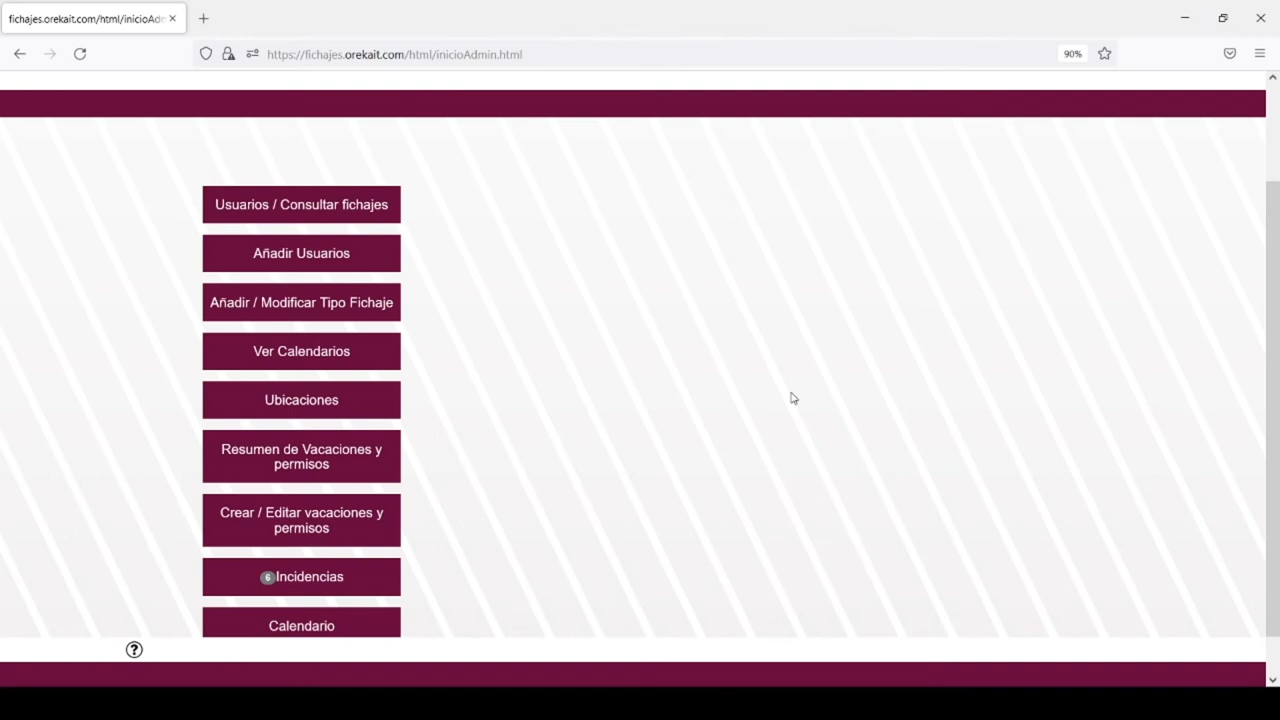 fichajes.orekait.com/html/inicioAdm
https://fichajes.orekait.com/html/inicioAdmin.html
90%
Usuarios / Consultar fichajes
Añadir Usuarios
Añadir / Modificar Tipo Fichaje
Ver Calendarios
Ubicaciones
Resumen de Vacaciones y
permisos
Crear / Editar vacaciones y
permisos
6 Incidencias
Calendario
?